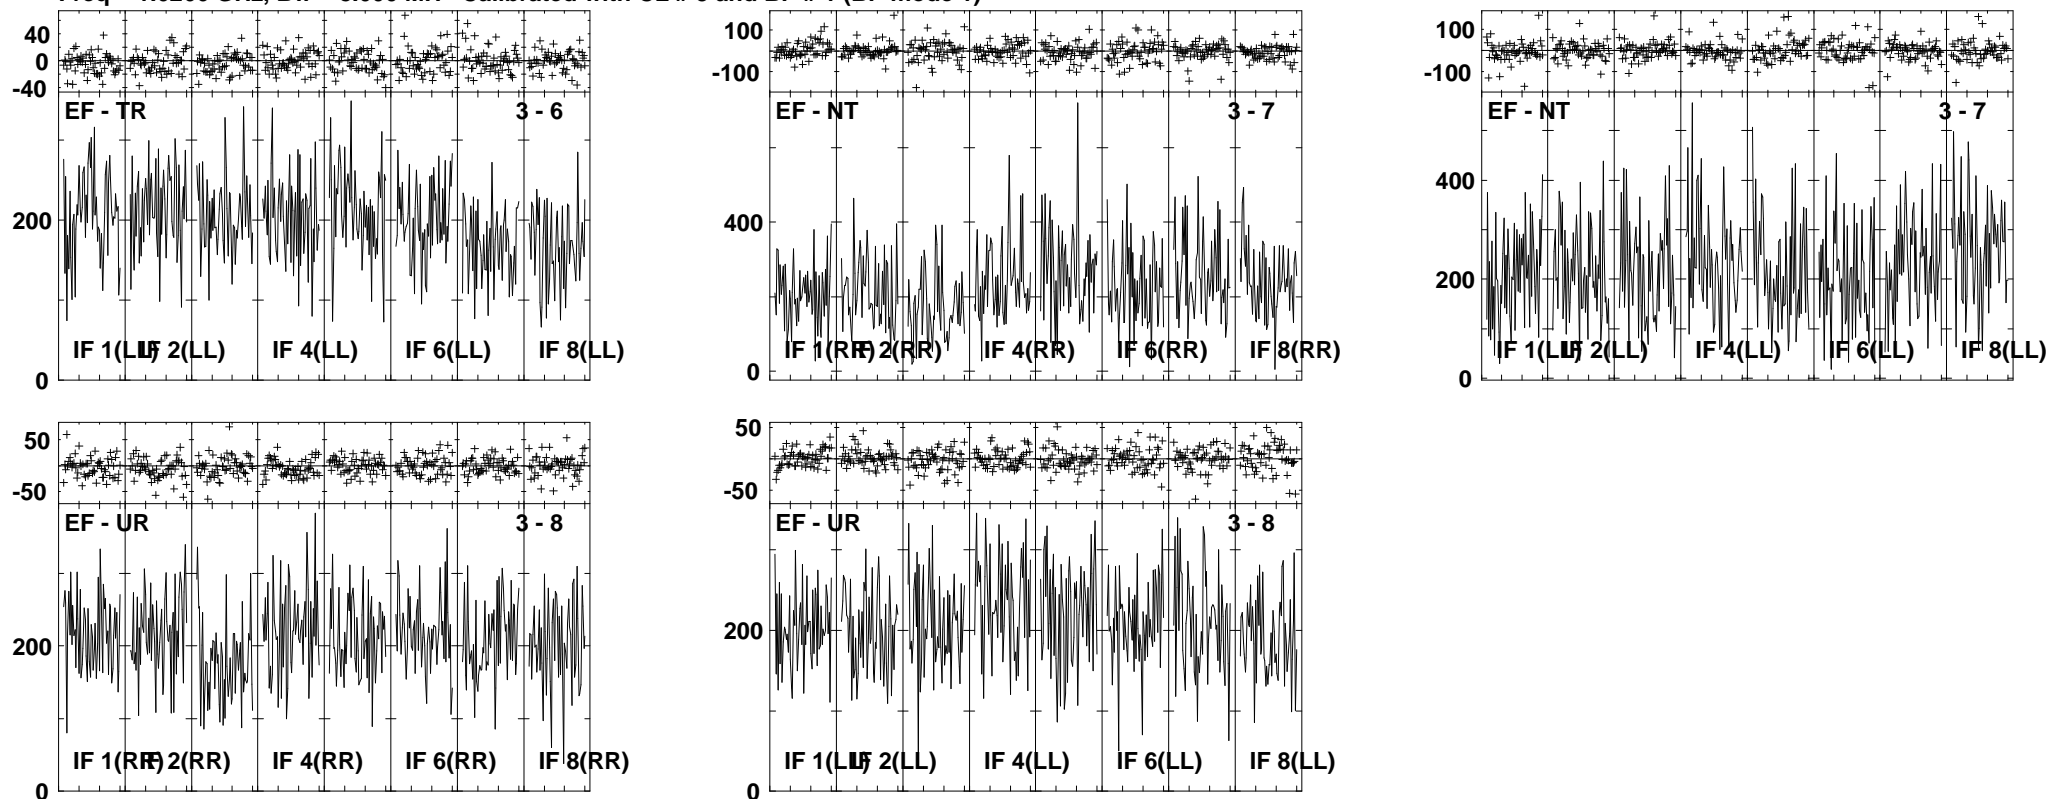 40
0
-40
EF - TR
3 - 6
200
0
IF 1(LL) IF 2(LL) IF 4(LL) IF 6(LL) IF 8(LL)
100
-100
EF - NT
3 - 7
400
200
0
IF 1(RR) IF 2(RR) IF 4(RR) IF 6(RR) IF 8(RR)
100
-100
EF - NT
3 - 7
400
200
0
IF 1(LL) IF 2(LL) IF 4(LL) IF 6(LL) IF 8(LL)
50
-50
EF - UR
3 - 8
200
0
IF 1(RR) IF 2(RR) IF 4(RR) IF 6(RR) IF 8(RR)
50
-50
EF - UR
3 - 8
200
0
IF 1(LL) IF 2(LL) IF 4(LL) IF 6(LL) IF 8(LL)